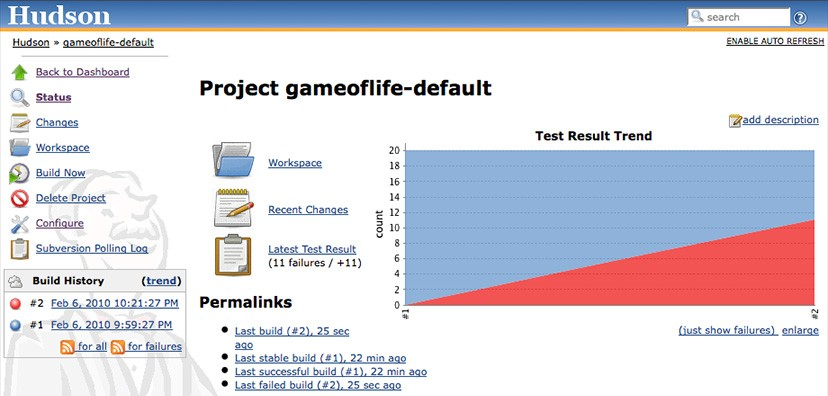 Hudson
search
Hudson » gameoflife-default
ENABLE AUTO REFRESH
Back to Dashboard
Status
Changes
Workspace
Build Now
Delete Project
Configure
Subversion Polling Log
Build History (trend)
#2 Feb 6, 2010 10:21:27 PM
#1 Feb 6, 2010 9:59:27 PM
for all for failures
Project gameoflife-default
add description
Workspace
Recent Changes
Latest Test Result
(11 failures / +11)
Test Result Trend
count
20
18
16
14
12
10
8
6
4
2
0
#1
#2
(just show failures) enlarge
Permalinks
Last build (#2), 25 sec
ago
Last stable build (#1), 22 min ago
Last successful build (#1), 22 min ago
Last failed build (#2), 25 sec ago